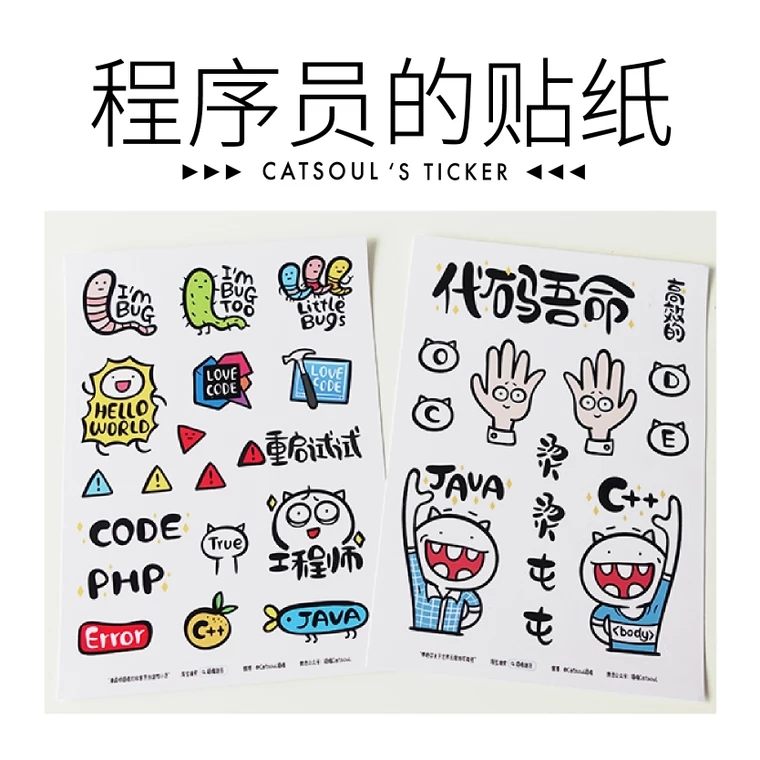 程序员的贴纸
CATSOUL 'S TICKER
I'm
BUG
I'm
BUG
TOO
Little
BUgs
HELLO
WORLD
LOVE
CODE
LOVE
CODE
重启试试
CODE
True
PHP
工程师
Error
C++
JAVA
代码吾命
高效的
O
D
C
E
烫
烫
屯
屯
JAVA
C++
<body>